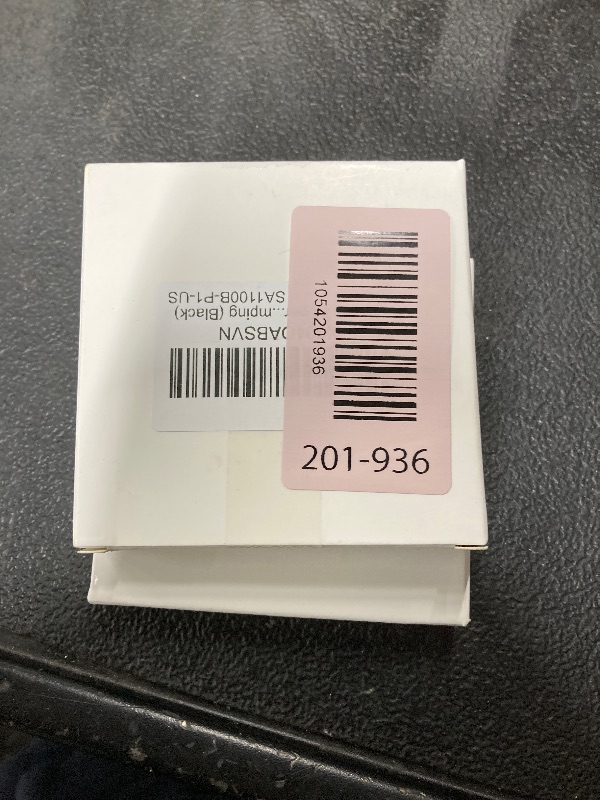 1054201936
201-936
DABSVN
...mping (Black)
SA1100B-P1-US